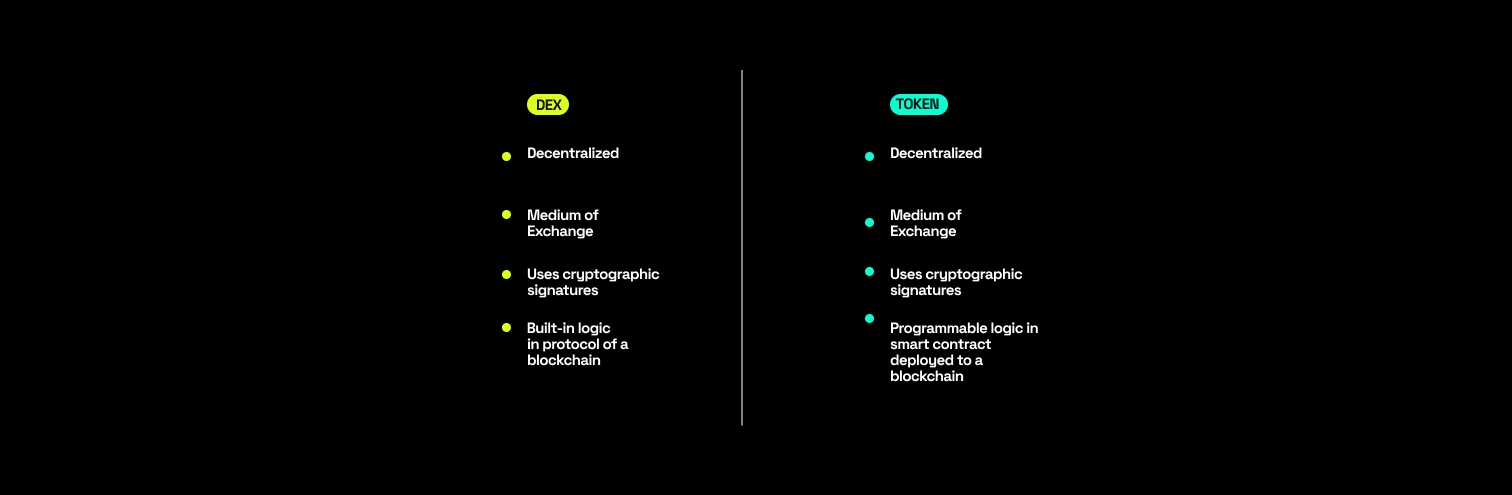 DEX
Decentralized
Medium of
Exchange
Uses cryptographic
signatures
Built-in logic
in protocol of a
blockchain
TOKEN
Decentralized
Medium of
Exchange
Uses cryptographic
signatures
Programmable logic in
smart contract
deployed to a
blockchain